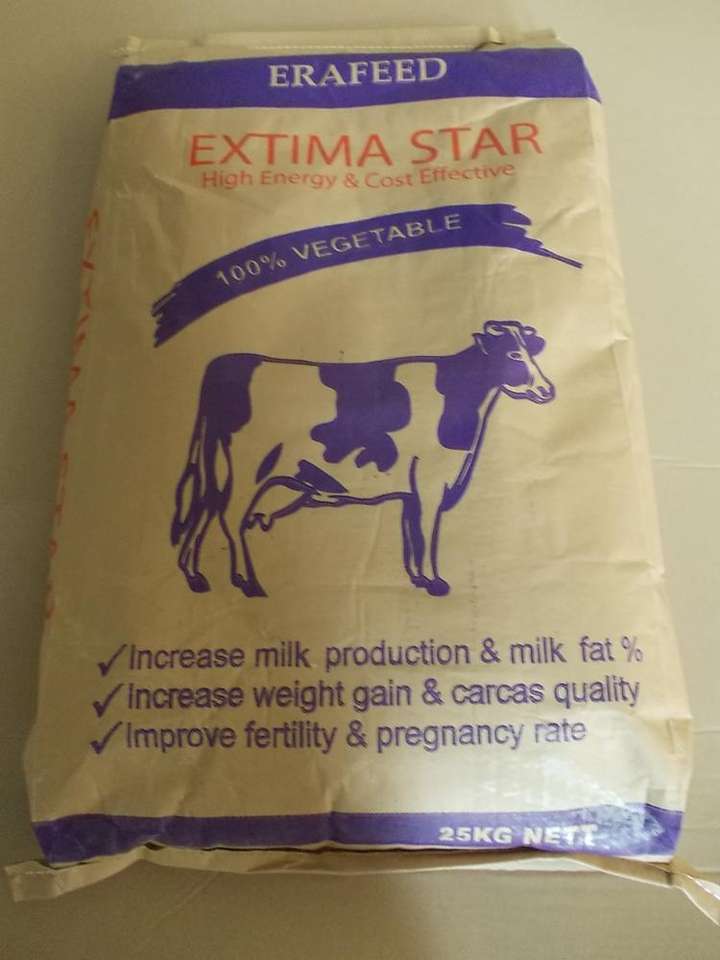 ERAFEED
EXTIMA STAR
High Energy & Cost Effective
100% VEGETABLE
✓Increase milk production & milk fat %
✓Increase weight gain & carcas quality
✓Improve fertility & pregnancy rate
25KG NETT